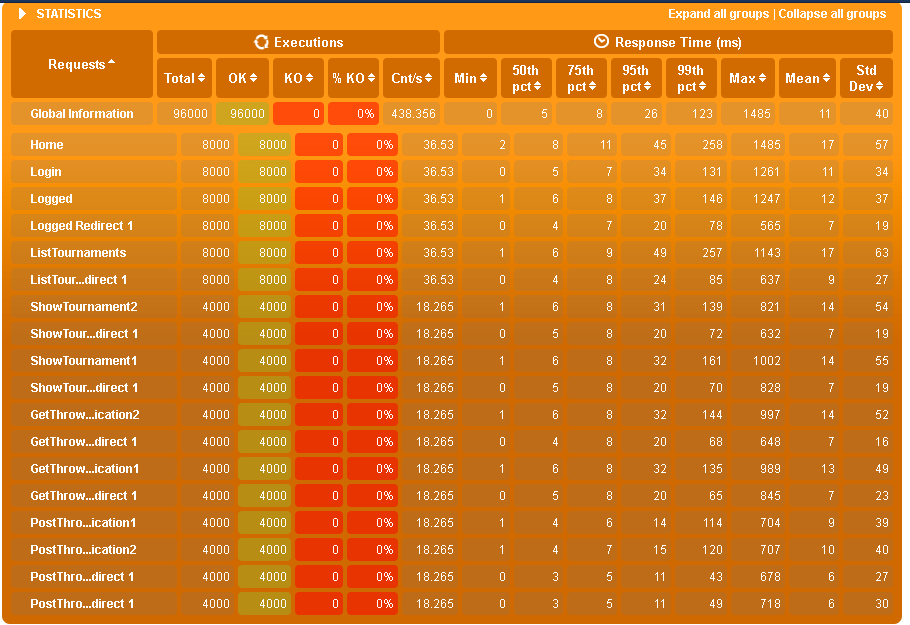 STATISTICS Expand all groups | Collapse all groups
Requests Executions Response Time (ms)
Total OK KO % KO Cnt/s Min 50th pct 75th pct 95th pct 99th pct Max Mean Std Dev
Global Information 96000 96000 0 0% 438.356 0 5 8 26 123 1485 11 40
Home 8000 8000 0 0% 36.53 2 8 11 45 258 1485 17 57
Login 8000 8000 0 0% 36.53 0 5 7 34 131 1261 11 34
Logged 8000 8000 0 0% 36.53 1 6 8 37 146 1247 12 37
Logged Redirect 1 8000 8000 0 0% 36.53 0 4 7 20 78 565 7 19
ListTournaments 8000 8000 0 0% 36.53 1 6 9 49 257 1143 17 63
ListTour...direct 1 8000 8000 0 0% 36.53 0 4 8 24 85 637 9 27
ShowTournament2 4000 4000 0 0% 18.265 1 6 8 31 139 821 14 54
ShowTour...direct 1 4000 4000 0 0% 18.265 0 5 8 20 72 632 7 19
ShowTournament1 4000 4000 0 0% 18.265 1 6 8 32 161 1002 14 55
ShowTour...direct 1 4000 4000 0 0% 18.265 0 5 8 20 70 828 7 19
GetThrow...ication2 4000 4000 0 0% 18.265 1 6 8 32 144 997 14 52
GetThrow...direct 1 4000 4000 0 0% 18.265 0 4 8 20 68 648 7 16
GetThrow...ication1 4000 4000 0 0% 18.265 1 6 8 32 135 989 13 49
GetThrow...direct 1 4000 4000 0 0% 18.265 0 5 8 20 65 845 7 23
PostThro...ication1 4000 4000 0 0% 18.265 1 4 6 14 114 704 9 39
PostThro...ication2 4000 4000 0 0% 18.265 1 4 7 15 120 707 10 40
PostThro...direct 1 4000 4000 0 0% 18.265 0 3 5 11 43 678 6 27
PostThro...direct 1 4000 4000 0 0% 18.265 0 3 5 11 49 718 6 30